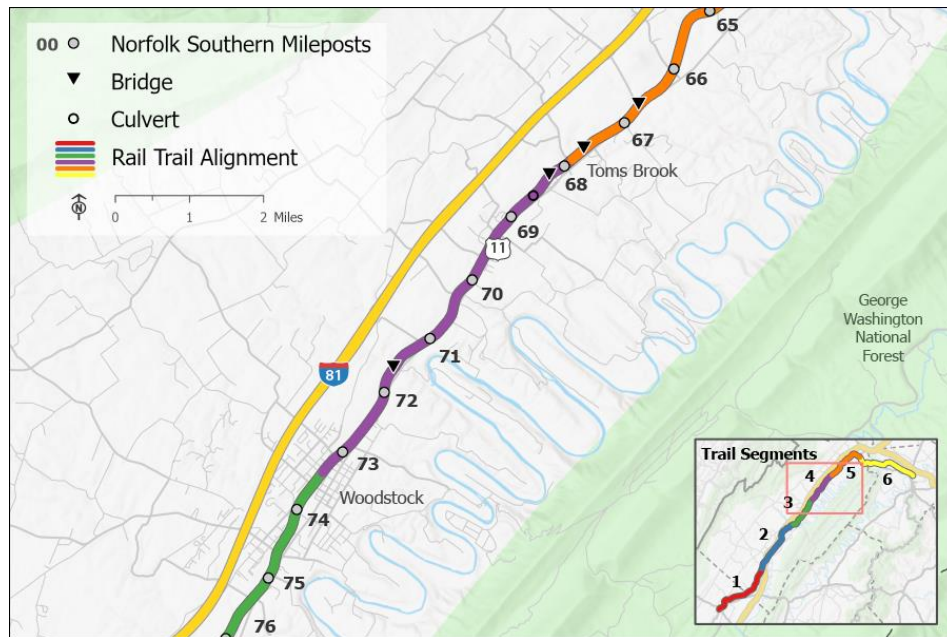 00 Norfolk Southern Mileposts
Bridge
Culvert
Rail Trail Alignment
N
0 1 2 Miles
65
66
67
Toms Brook
68
69
11
70
George
Washington
National
Forest
71
81
72
73
Woodstock
74
75
76
Trail Segments
4
5
6
3
2
1